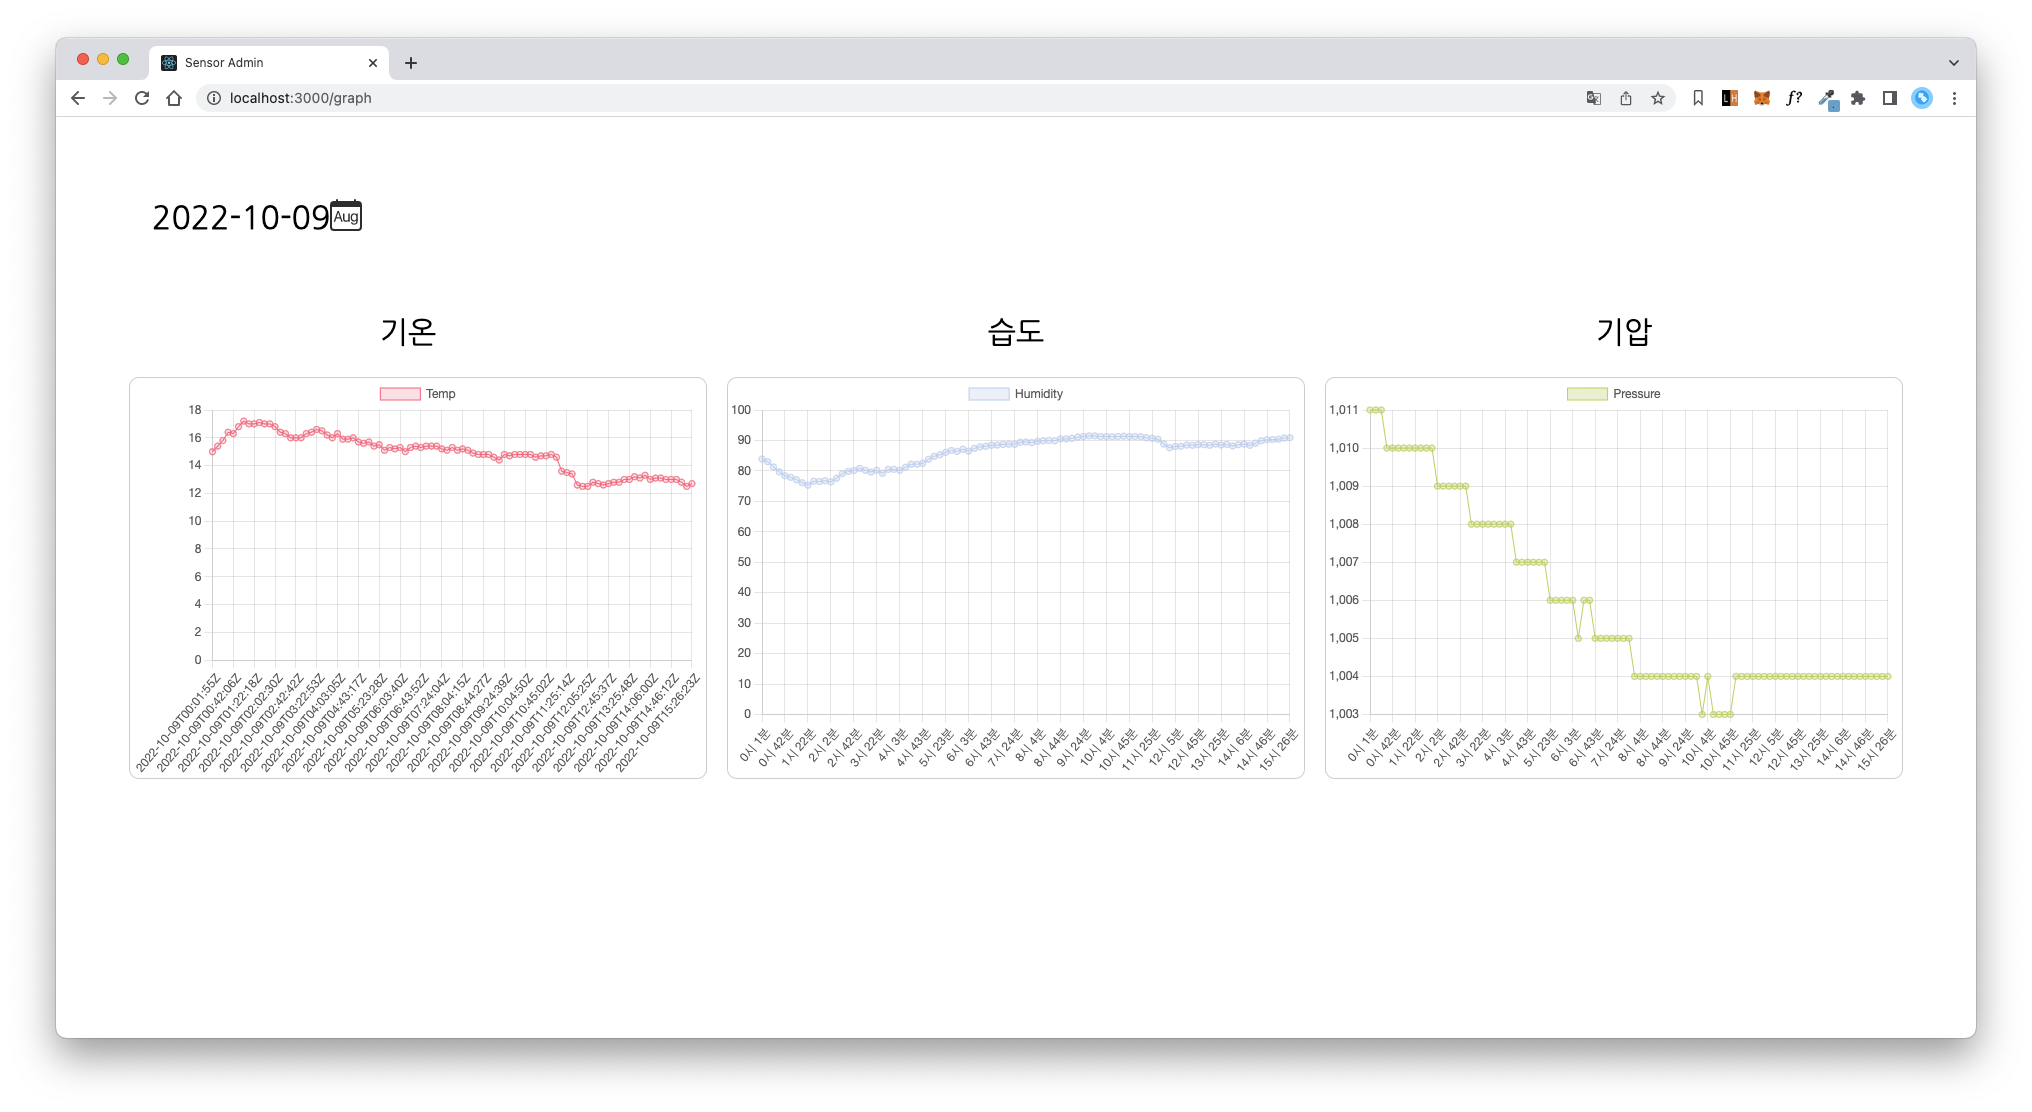 Sensor Admin
localhost:3000/graph
f?
2022-10-09 Aug
기온
습도
기압
Temp
18
16
14
12
10
8
6
4
2
0
2022-10-09T00:01:55Z
2022-10-09T00:42:06Z
2022-10-09T01:22:18Z
2022-10-09T02:02:30Z
2022-10-09T02:42:42Z
2022-10-09T03:22:53Z
2022-10-09T04:03:05Z
2022-10-09T04:43:17Z
2022-10-09T05:23:28Z
2022-10-09T06:03:40Z
2022-10-09T06:43:52Z
2022-10-09T07:24:04Z
2022-10-09T08:04:15Z
2022-10-09T08:44:27Z
2022-10-09T09:24:39Z
2022-10-09T10:04:50Z
2022-10-09T10:45:02Z
2022-10-09T11:25:14Z
2022-10-09T12:05:25Z
2022-10-09T12:45:37Z
2022-10-09T13:25:48Z
2022-10-09T14:06:00Z
2022-10-09T14:46:12Z
2022-10-09T15:26:23Z
Humidity
100
90
80
70
60
50
40
30
20
10
0
0시 1분
0시 42분
1시 22분
2시 2분
2시 42분
3시 22분
4시 3분
4시 43분
5시 23분
6시 3분
6시 43분
7시 24분
8시 4분
8시 44분
9시 24분
10시 4분
10시 45분
11시 25분
12시 5분
12시 45분
13시 25분
14시 6분
14시 46분
15시 26분
Pressure
1,011
1,010
1,009
1,008
1,007
1,006
1,005
1,004
1,003
0시 1분
0시 42분
1시 22분
2시 2분
2시 42분
3시 22분
4시 3분
4시 43분
5시 23분
6시 3분
6시 43분
7시 24분
8시 4분
8시 44분
9시 24분
10시 4분
10시 45분
11시 25분
12시 5분
12시 45분
13시 25분
14시 6분
14시 46분
15시 26분